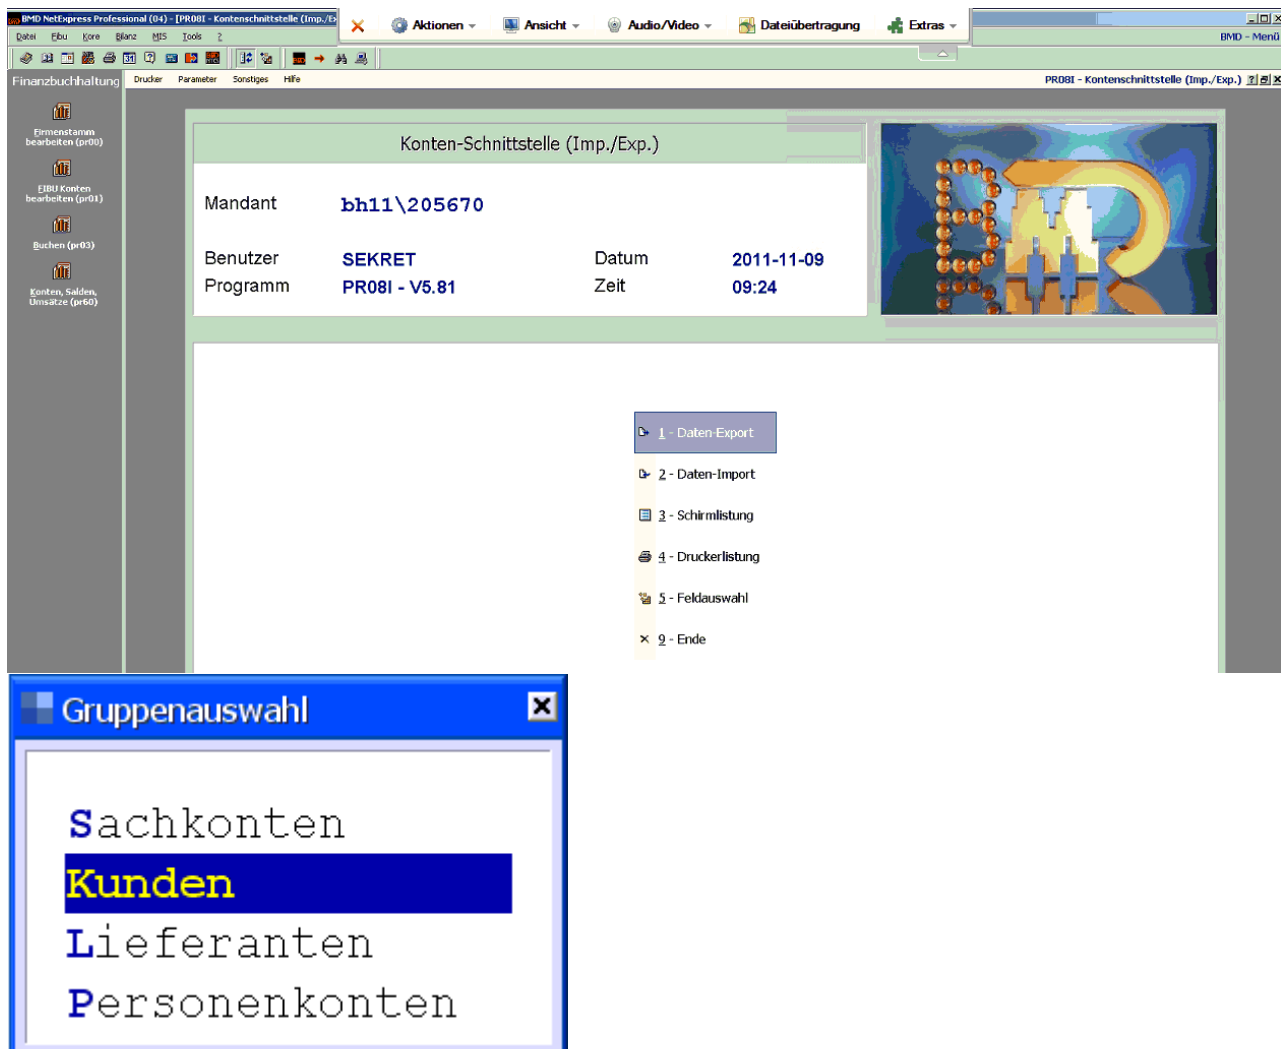 BMD NetExpress Professional (04) - [PR08I - Kontenschnittstelle (Imp./Ex
Aktionen Ansicht Audio/Video Dateiübertragung Extras
Datei Fibu Kore Bilanz MIS Tools ?
BMD - Menü
Finanzbuchhaltung
Drucker Parameter Sonstiges Hilfe
PR08I - Kontenschnittstelle (Imp./Exp.)
Firmenstamm
bearbeiten (pr00)
FIBU Konten
bearbeiten (pr01)
Buchen (pr03)
Konten, Salden,
Umsätze (pr60)
Konten-Schnittstelle (Imp./Exp.)
Mandant bh11\205670
Benutzer SEKRET Datum 2011-11-09
Programm PR08I - V5.81 Zeit 09:24
1 - Daten-Export
2 - Daten-Import
3 - Schirmlistung
4 - Druckerlistung
5 - Feldauswahl
9 - Ende
Gruppenauswahl
Sachkonten
Kunden
Lieferanten
Personenkonten